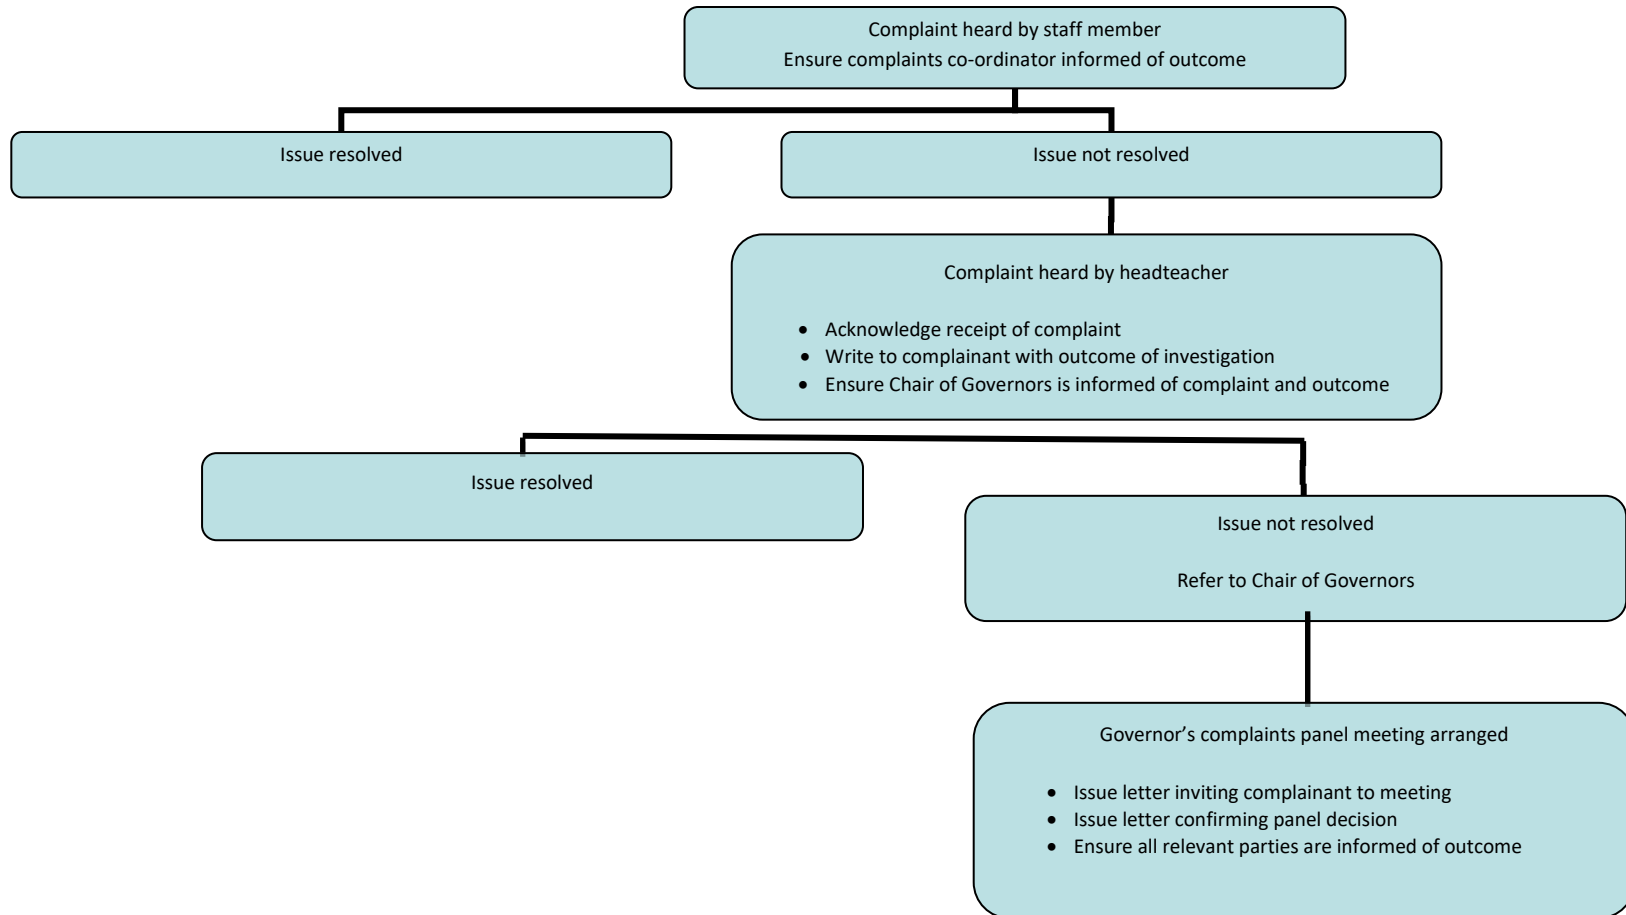 Complaint heard by staff member
Ensure complaints co-ordinator informed of outcome
Issue resolved
Issue not resolved
Complaint heard by headteacher
• Acknowledge receipt of complaint
• Write to complainant with outcome of investigation
• Ensure Chair of Governors is informed of complaint and outcome
Issue resolved
Issue not resolved
Refer to Chair of Governors
Governor’s complaints panel meeting arranged
• Issue letter inviting complainant to meeting
• Issue letter confirming panel decision
• Ensure all relevant parties are informed of outcome